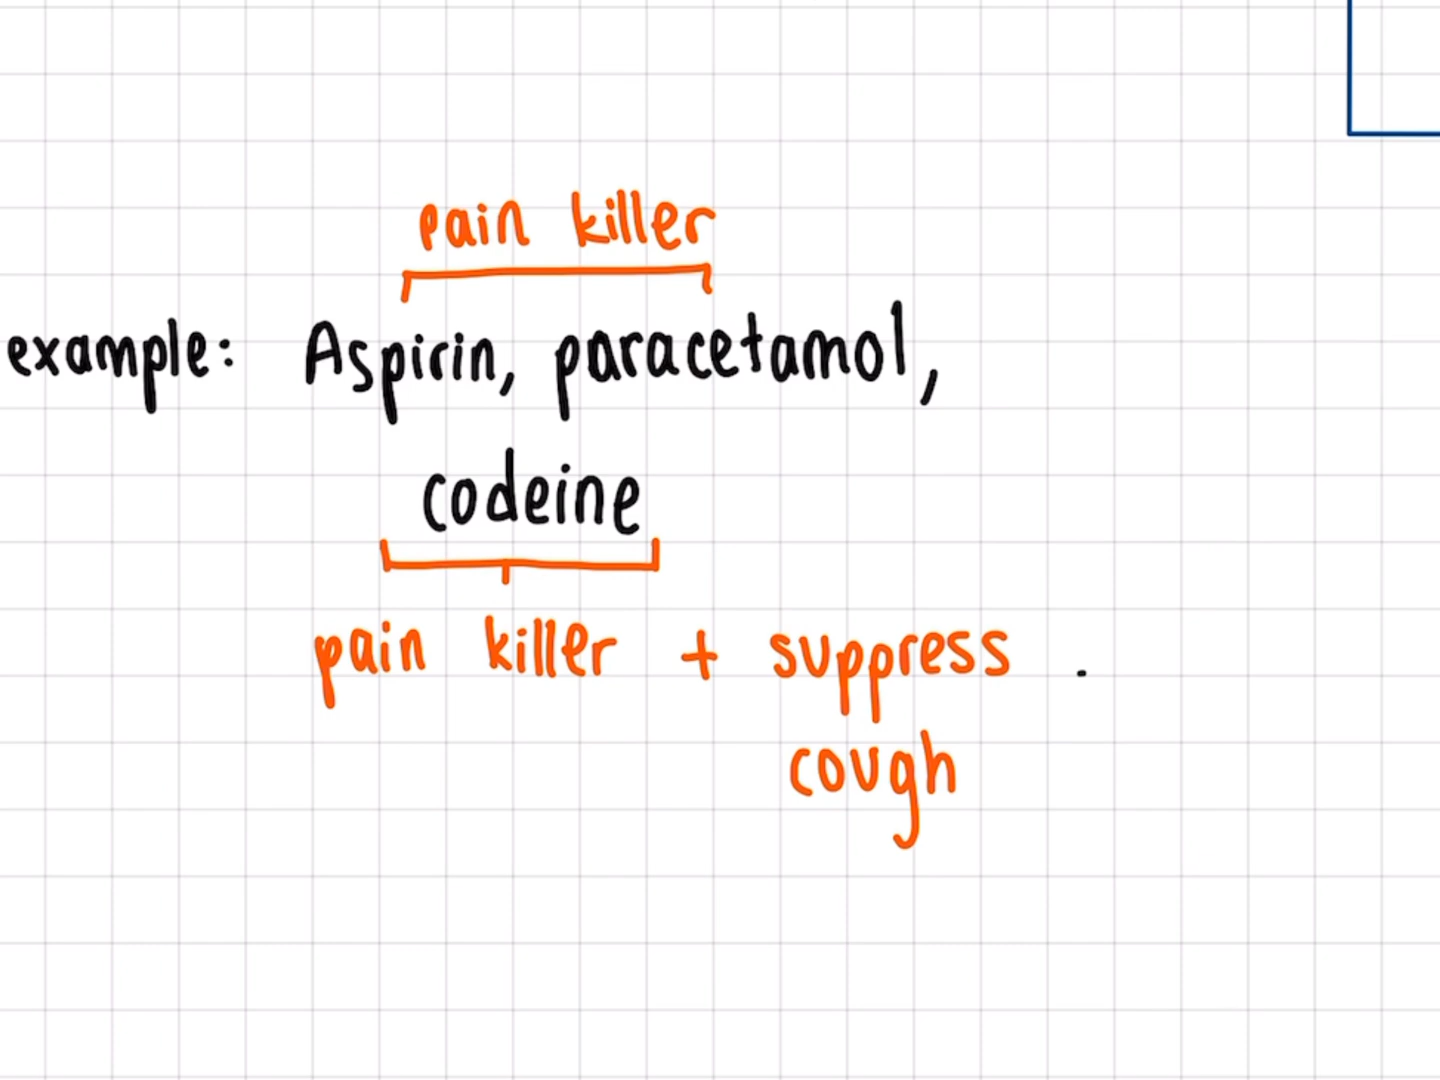 pain killer
example: Aspirin, paracetamol,
codeine
pain killer + suppress .
cough